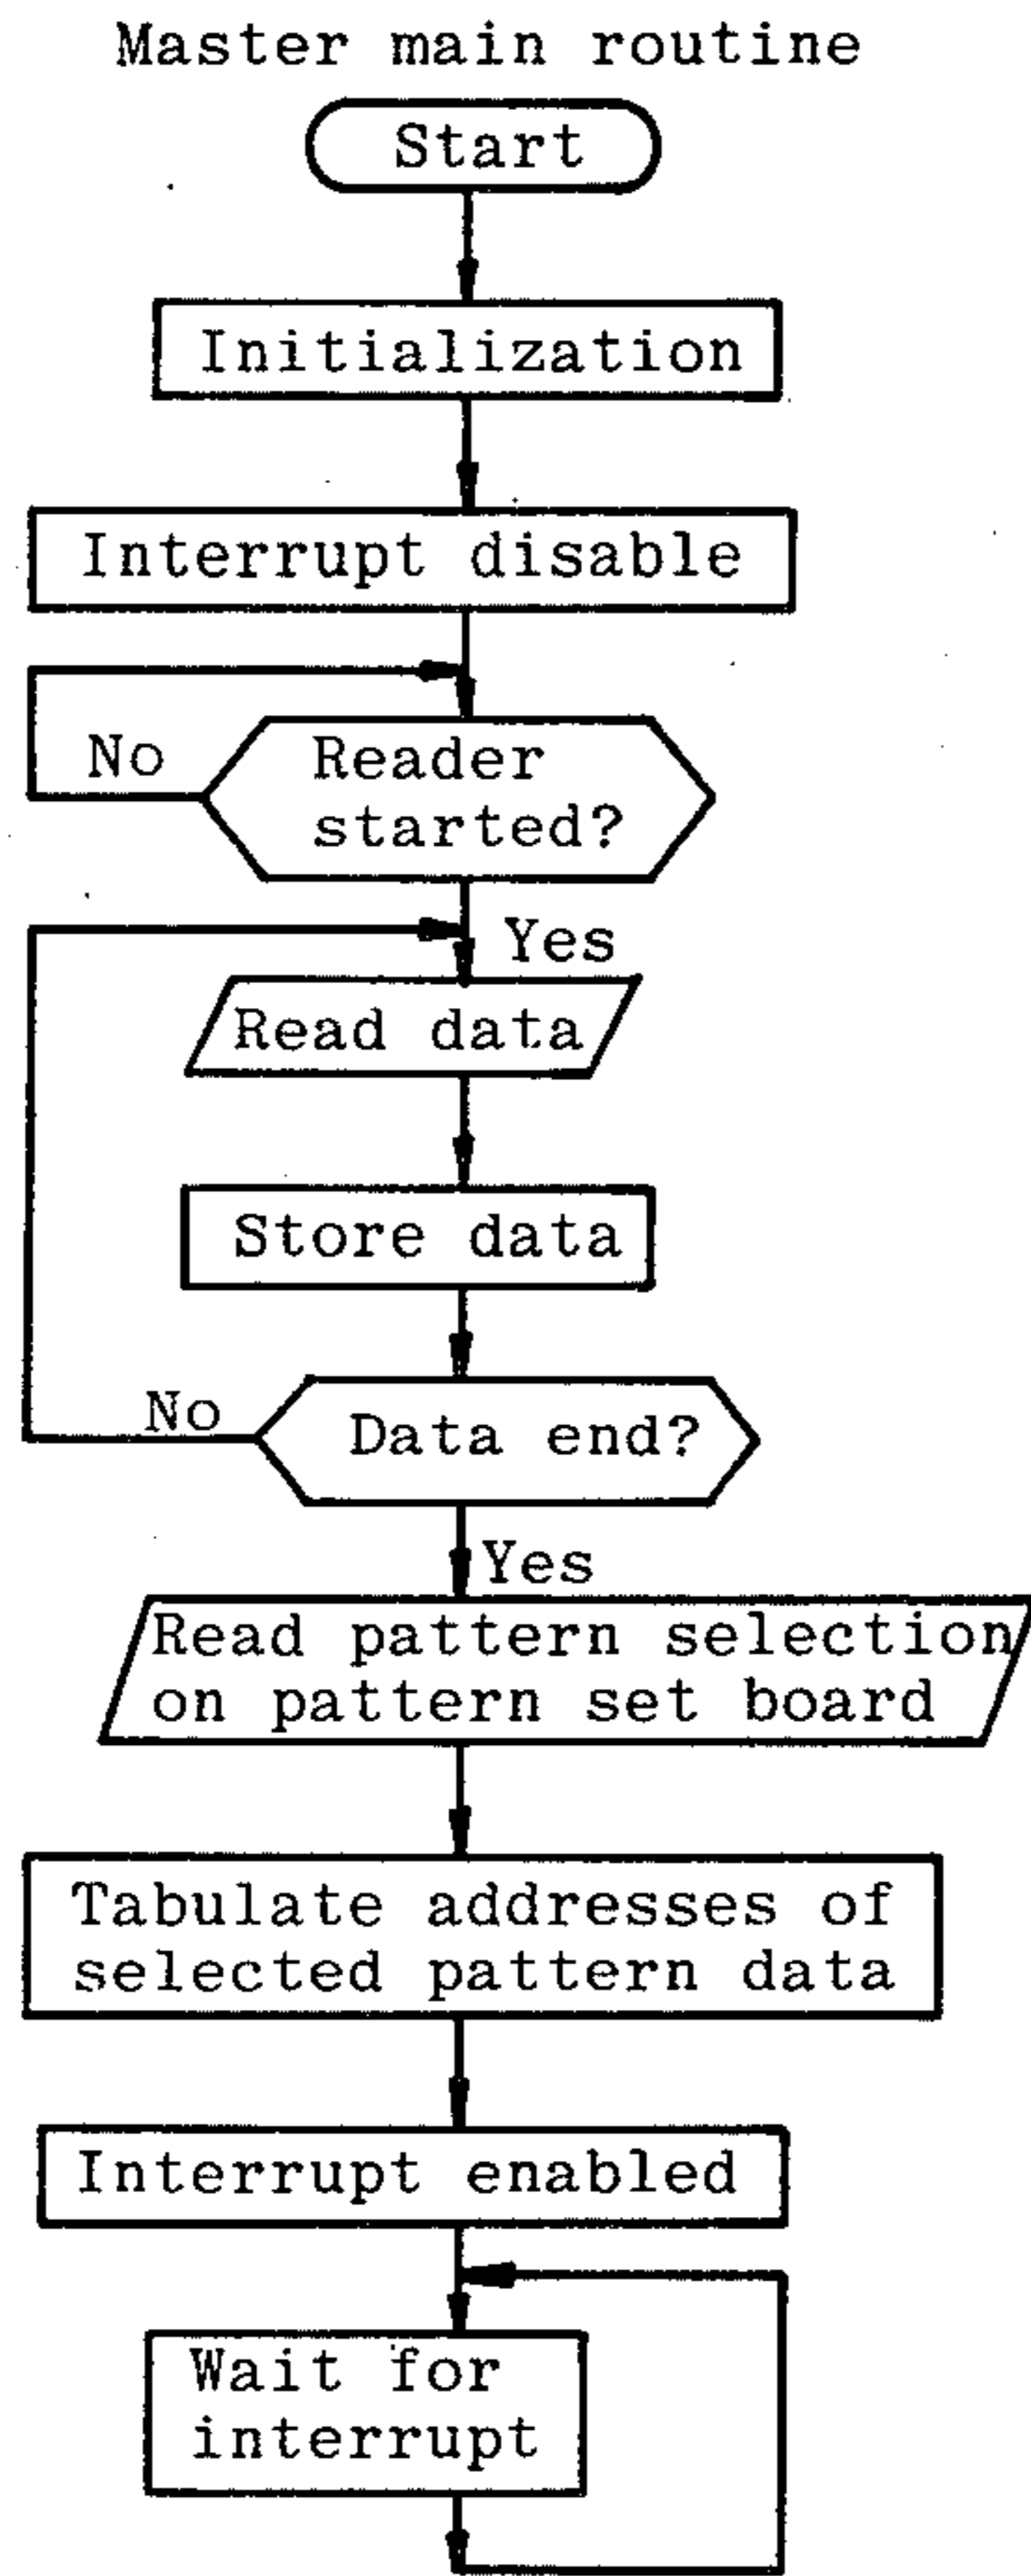 Master main routine
Start
Initialization
Interrupt disable
No
Reader
started?
Yes
Read data
Store data
No
Data end?
Yes
Read pattern selection
on pattern set board
Tabulate addresses of
selected pattern data
Interrupt enabled
Wait for
interrupt